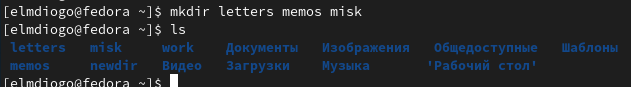 [elmdiogo@fedora ~]$ mkdir letters memos misk
[elmdiogo@fedora ~]$ ls
letters misk work Документы Изображения Общедоступные Шаблоны
memos newdir Видео Загрузки Музыка 'Рабочий стол'
[elmdiogo@fedora ~]$